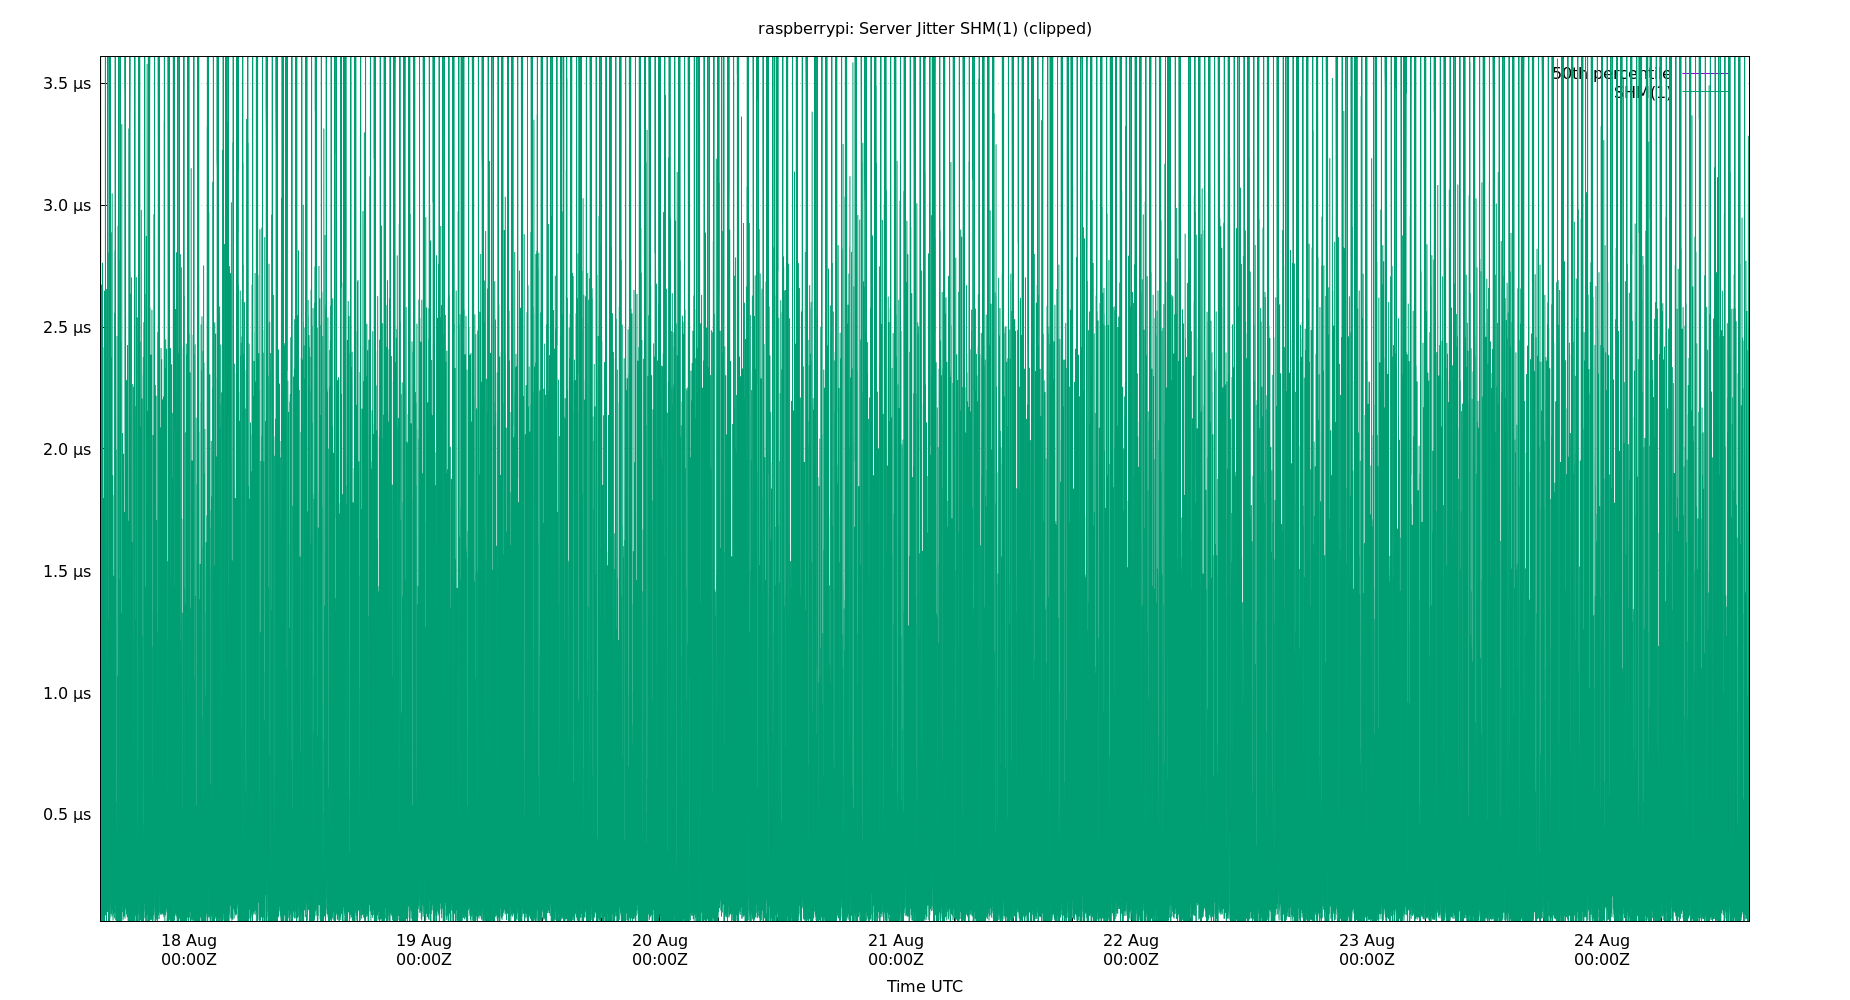 raspberrypi: Server Jitter SHM(1) (clipped)
50th percentile
SHM(1)
3.5 µs
3.0 µs
2.5 µs
2.0 µs
1.5 µs
1.0 µs
0.5 µs
18 Aug 19 Aug 20 Aug 21 Aug 22 Aug 23 Aug 24 Aug
00:00Z 00:00Z 00:00Z 00:00Z 00:00Z 00:00Z 00:00Z
Time UTC